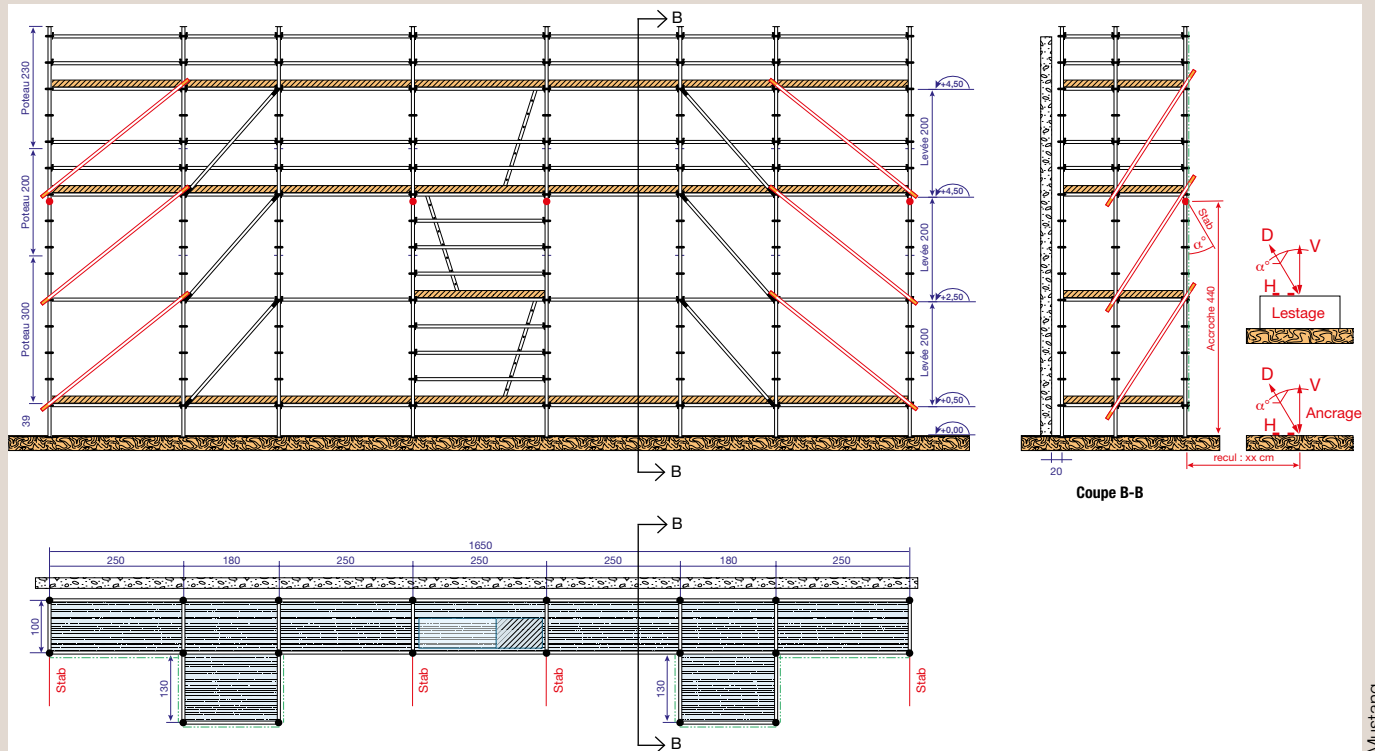 B
Poteau 230
Poteau 200
Poteau 300
39
+4,50
Levée 200
+4,50
Levée 200
+2,50
Levée 200
+0,50
+0,00
B
Stab
α°
Accroche 440
D
V
α°
H
Lestage
D
V
α°
H
Ancrage
recul : xx cm
20
Coupe B-B
B
1650
250
180
250
250
250
180
250
100
130
130
Stab
Stab
Stab
Stab
B
Mustang